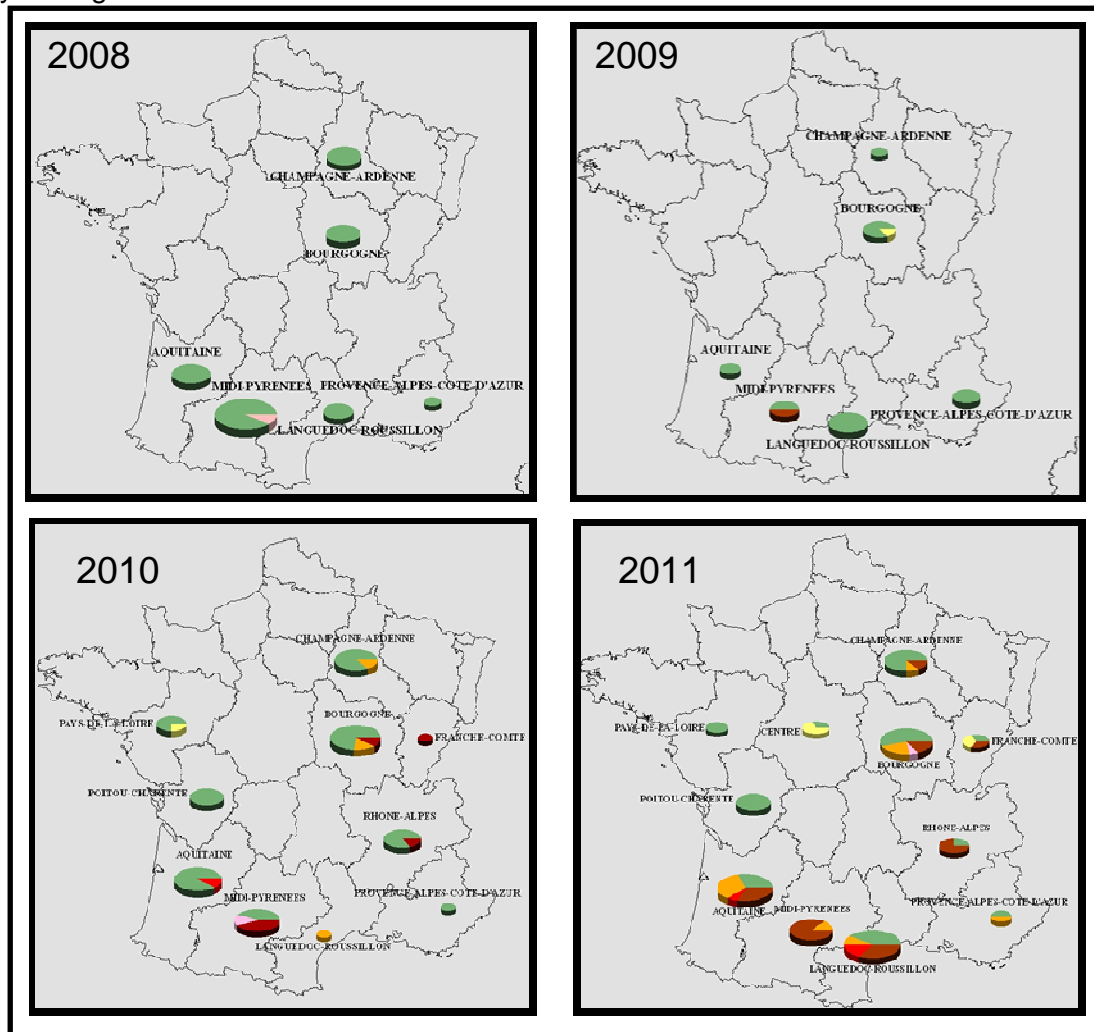 2008
CHAMPAGNE-ARDENNE
BOURGOGNE
AQUITAINE
MIDI-PYRENEES PROVENCE-ALPES-COTE-D'AZUR
LANGUEDOC-ROUSSILLON
2009
CHAMPAGNE-ARDENNE
BOURGOGNE
AQUITAINE
MIDI-PYRENEES
PROVENCE-ALPES-COTE-D'AZUR
LANGUEDOC-ROUSSILLON
2010
CHAMPAGNE-ARDENNE
BOURGOGNE
PAYS-DE-LA-LOIRE
FRANCHE-COMTE
POITOU-CHARENTE
RHONE-ALPES
AQUITAINE
MIDI-PYRENEES
PROVENCE-ALPES-COTE-D'AZUR
LANGUEDOC-ROUSSILLON
2011
CHAMPAGNE-ARDENNE
PAYS-DE-LA-LOIRE
CENTRE
FRANCHE-COMTE
BOURGOGNE
POITOU-CHARENTE
RHONE-ALPES
AQUITAINE
MIDI-PYRENEES
PROVENCE-ALPES-COTE-D'AZUR
LANGUEDOC-ROUSSILLON